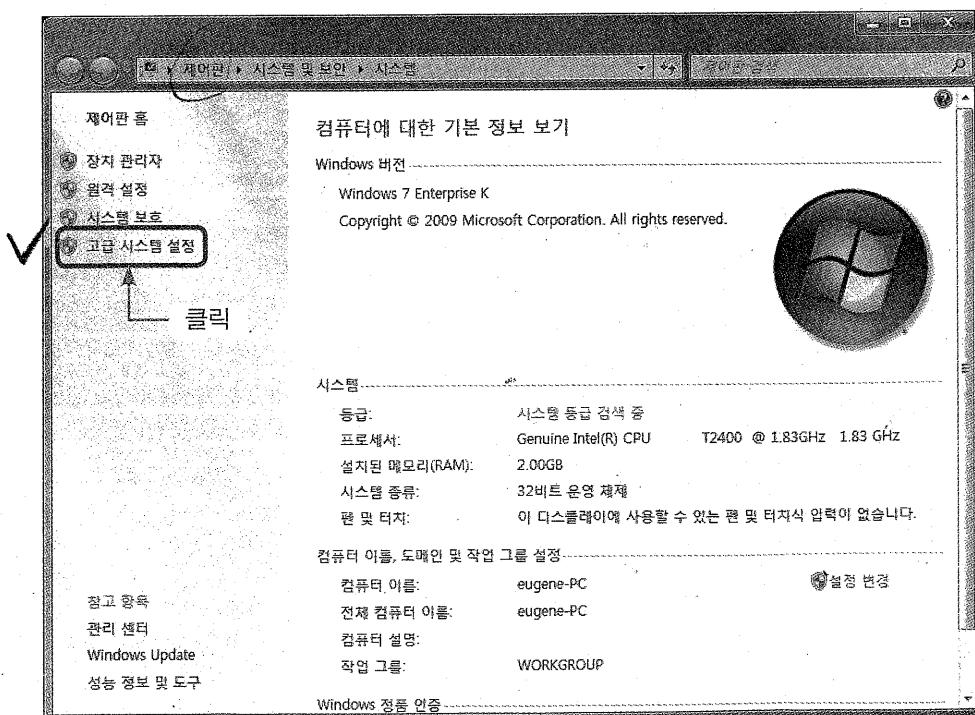 제어판 ▸ 시스템 및 보안 ▸ 시스템
제어판 검색
제어판 홈
장치 관리자
원격 설정
시스템 보호
고급 시스템 설정
클릭
참고 항목
관리 센터
Windows Update
성능 정보 및 도구
컴퓨터에 대한 기본 정보 보기
Windows 버전
Windows 7 Enterprise K
Copyright © 2009 Microsoft Corporation. All rights reserved.
시스템
등급: 시스템 등급 검색 중
프로세서: Genuine Intel(R) CPU T2400 @ 1.83GHz 1.83 GHz
설치된 메모리(RAM): 2.00GB
시스템 종류: 32비트 운영 체제
펜 및 터치: 이 디스플레이에 사용할 수 있는 펜 및 터치식 입력이 없습니다.
컴퓨터 이름, 도메인 및 작업 그룹 설정
컴퓨터 이름: eugene-PC 설정 변경
전체 컴퓨터 이름: eugene-PC
컴퓨터 설명:
작업 그룹: WORKGROUP
Windows 정품 인증